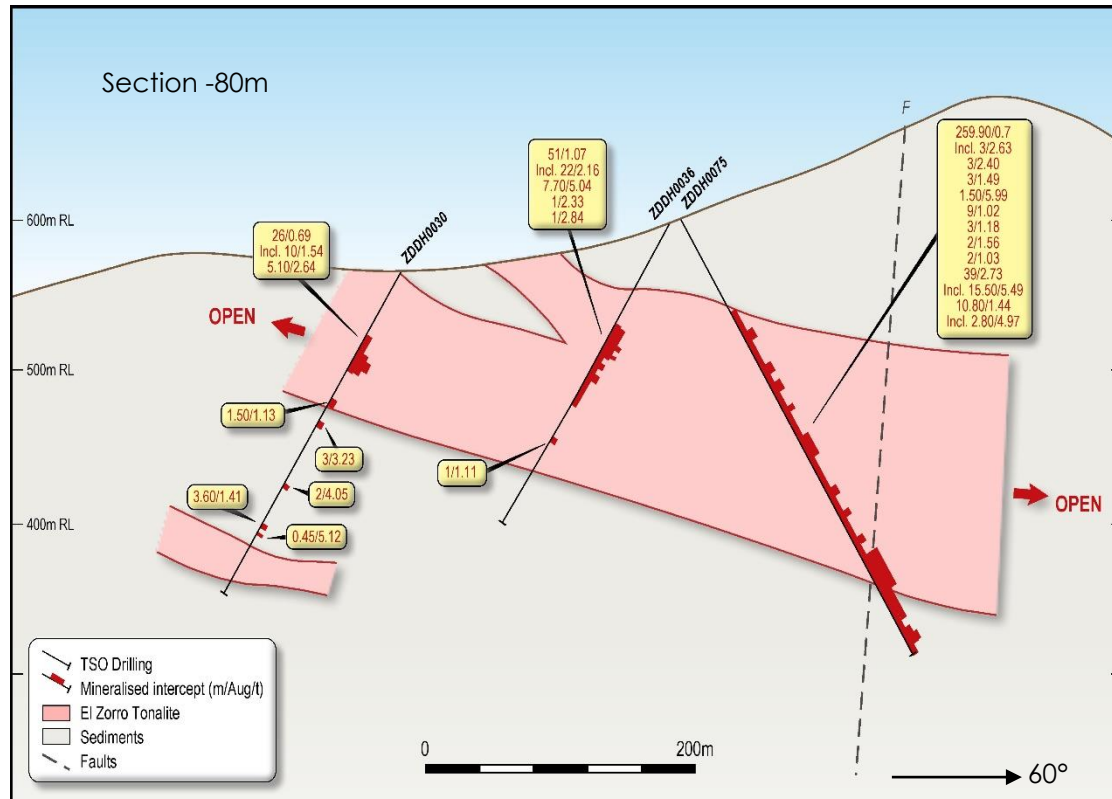 Section -80m
F
259.90/0.7
Incl. 3/2.63
3/2.40
3/1.49
1.50/5.99
9/1.02
3/1.18
2/1.56
2/1.03
39/2.73
Incl. 15.50/5.49
10.80/1.44
Incl. 2.80/4.97
51/1.07
Incl. 22/2.16
7.70/5.04
1/2.33
1/2.84
ZDDH0036
ZDDH0075
ZDDH0030
600m RL
26/0.69
Incl. 10/1.54
5.10/2.64
OPEN
500m RL
1.50/1.13
3/3.23
1/1.11
2/4.05
3.60/1.41
OPEN
400m RL
0.45/5.12
TSO Drilling
Mineralised intercept (m/Aug/t)
El Zorro Tonalite
Sediments
Faults
0
200m
60°